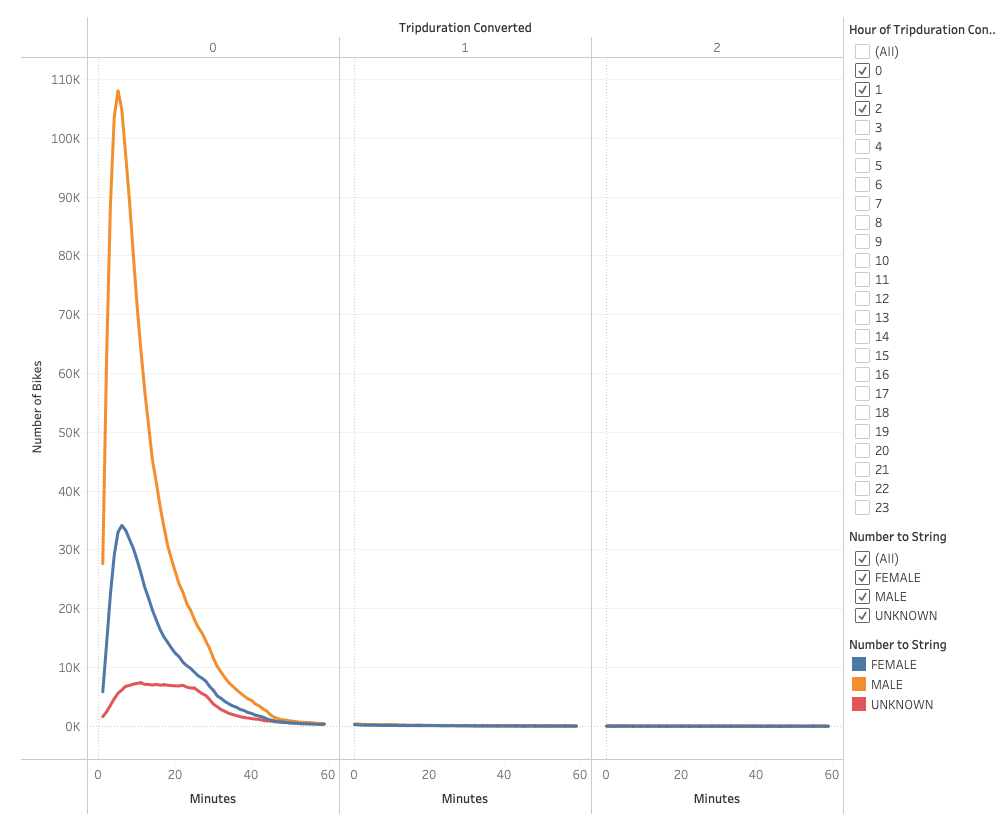 Tripduration Converted
0 1 2
110K
100K
90K
80K
70K
60K
50K
40K
30K
20K
10K
0K
Number of Bikes
0 20 40 60 0 20 40 60 0 20 40 60
Minutes Minutes Minutes
Hour of Tripduration Con..
(All)
0
1
2
3
4
5
6
7
8
9
10
11
12
13
14
15
16
17
18
19
20
21
22
23
Number to String
(All)
FEMALE
MALE
UNKNOWN
Number to String
FEMALE
MALE
UNKNOWN